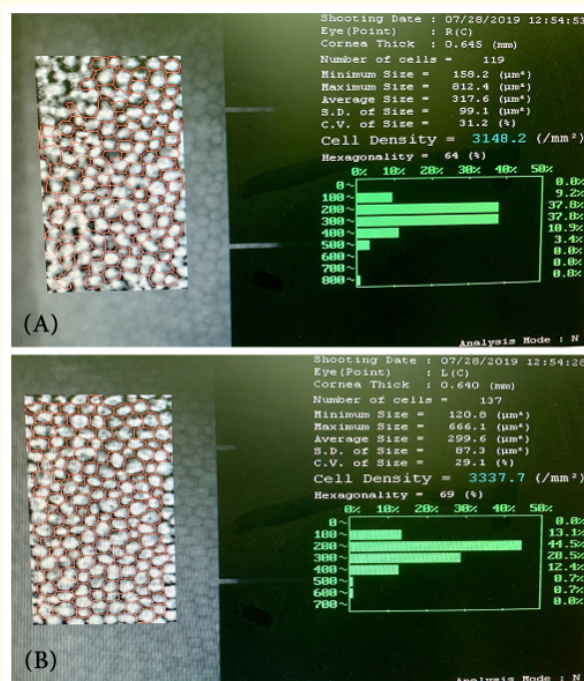 Shooting Date : 07/28/2019 12:54:53
Eye(Point) : R(C)
Cornea Thick : 0.645 (mm)
Number of cells = 119
Minimum Size = 158.2 (μm²)
Maximum Size = 812.4 (μm²)
Average Size = 317.6 (μm²)
S.D. of Size = 99.1 (μm²)
C.V. of Size = 31.2 (%)
Cell Density = 3148.2 (/mm²)
Hexagonality = 64 (%)
0% 10% 20% 30% 40% 50%
0~ 0.0%
100~ 9.2%
200~ 37.8%
300~ 37.8%
400~ 10.9%
500~ 3.4%
600~ 0.0%
700~ 0.0%
800~ 0.8%
(A)
Analysis Mode : N
Shooting Date : 07/28/2019 12:54:28
Eye(Point) : L(C)
Cornea Thick : 0.640 (mm)
Number of cells = 137
Minimum Size = 120.8 (μm²)
Maximum Size = 666.1 (μm²)
Average Size = 299.6 (μm²)
S.D. of Size = 87.3 (μm²)
C.V. of Size = 29.1 (%)
Cell Density = 3337.7 (/mm²)
Hexagonality = 69 (%)
0% 10% 20% 30% 40% 50%
0~ 0.0%
100~ 13.1%
200~ 44.5%
300~ 28.5%
400~ 12.4%
500~ 0.7%
600~ 0.7%
700~ 0.0%
(B)
Analysis Mode : N